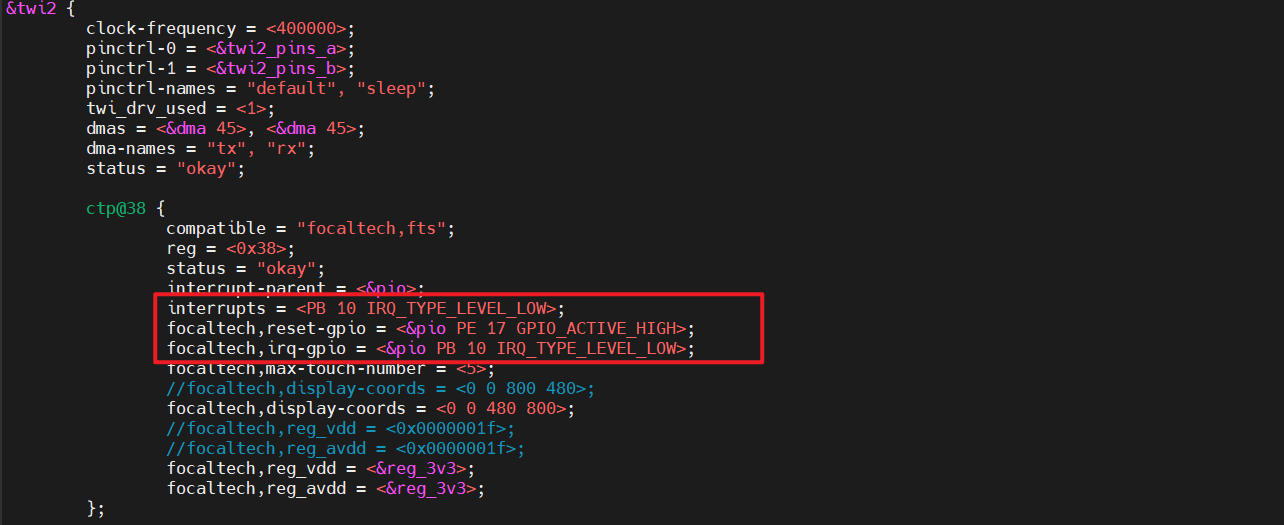 &twi2 {
        clock-frequency = <400000>;
        pinctrl-0 = <&twi2_pins_a>;
        pinctrl-1 = <&twi2_pins_b>;
        pinctrl-names = "default", "sleep";
        twi_drv_used = <1>;
        dmas = <&dma 45>, <&dma 45>;
        dma-names = "tx", "rx";
        status = "okay";

        ctp@38 {
                compatible = "focaltech,fts";
                reg = <0x38>;
                status = "okay";
                interrupt-parent = <&pio>;
                interrupts = <PB 10 IRQ_TYPE_LEVEL_LOW>;
                focaltech,reset-gpio = <&pio PE 17 GPIO_ACTIVE_HIGH>;
                focaltech,irq-gpio = <&pio PB 10 IRQ_TYPE_LEVEL_LOW>;
                focaltech,max-touch-number = <5>;
                //focaltech,display-coords = <0 0 800 480>;
                focaltech,display-coords = <0 0 480 800>;
                //focaltech,reg_vdd = <0x0000001f>;
                //focaltech,reg_avdd = <0x0000001f>;
                focaltech,reg_vdd = <&reg_3v3>;
                focaltech,reg_avdd = <&reg_3v3>;
        };